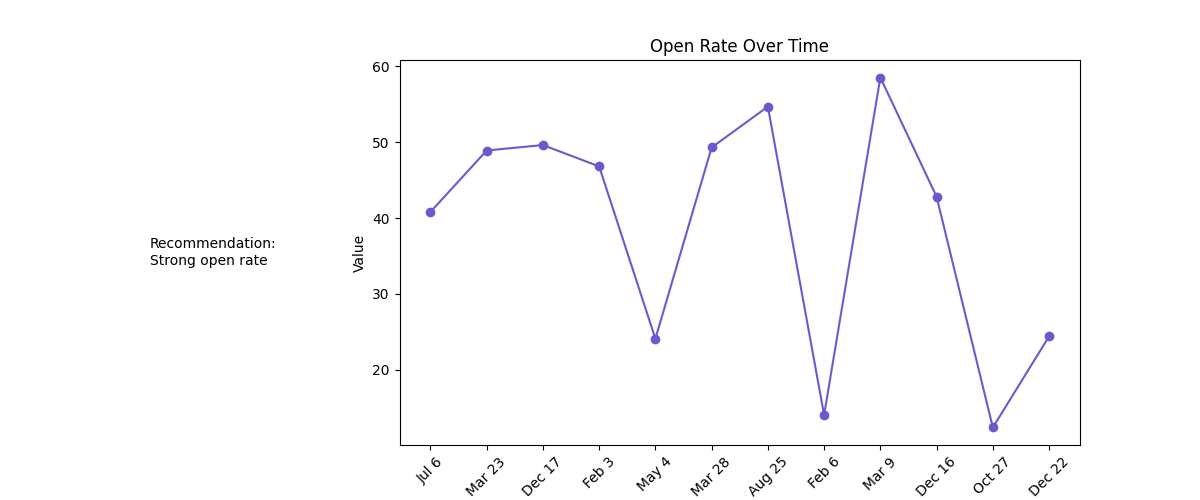 Open Rate Over Time
Recommendation:
Strong open rate
Value
60
50
40
30
20
Jul 6
Mar 23
Dec 17
Feb 3
May 4
Mar 28
Aug 25
Feb 6
Mar 9
Dec 16
Oct 27
Dec 22